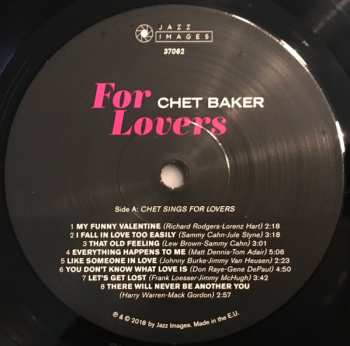 JAZZ
IMAGES
37062
For CHET BAKER
Lovers
Side A: CHET SINGS FOR LOVERS
1 MY FUNNY VALENTINE (Richard Rodgers-Lorenz Hart) 2:18
2 I FALL IN LOVE TOO EASILY (Sammy Cahn-Jule Styne) 3:18
3 THAT OLD FEELING (Lew Brown-Sammy Cahn) 3:01
4 EVERYTHING HAPPENS TO ME (Matt Dennis-Tom Adair) 5:06
5 LIKE SOMEONE IN LOVE (Johnny Burke-Jimmy Van Heusen) 2:26
6 YOU DON'T KNOW WHAT LOVE IS (Don Raye-Gene DePaul) 4:50
7 LET'S GET LOST (Frank Loesser-Jimmy McHugh) 3:42
8 THERE WILL NEVER BE ANOTHER YOU
(Harry Warren-Mack Gordon) 2:57
℗ & © 2018 by Jazz Images. Made in the E.U.